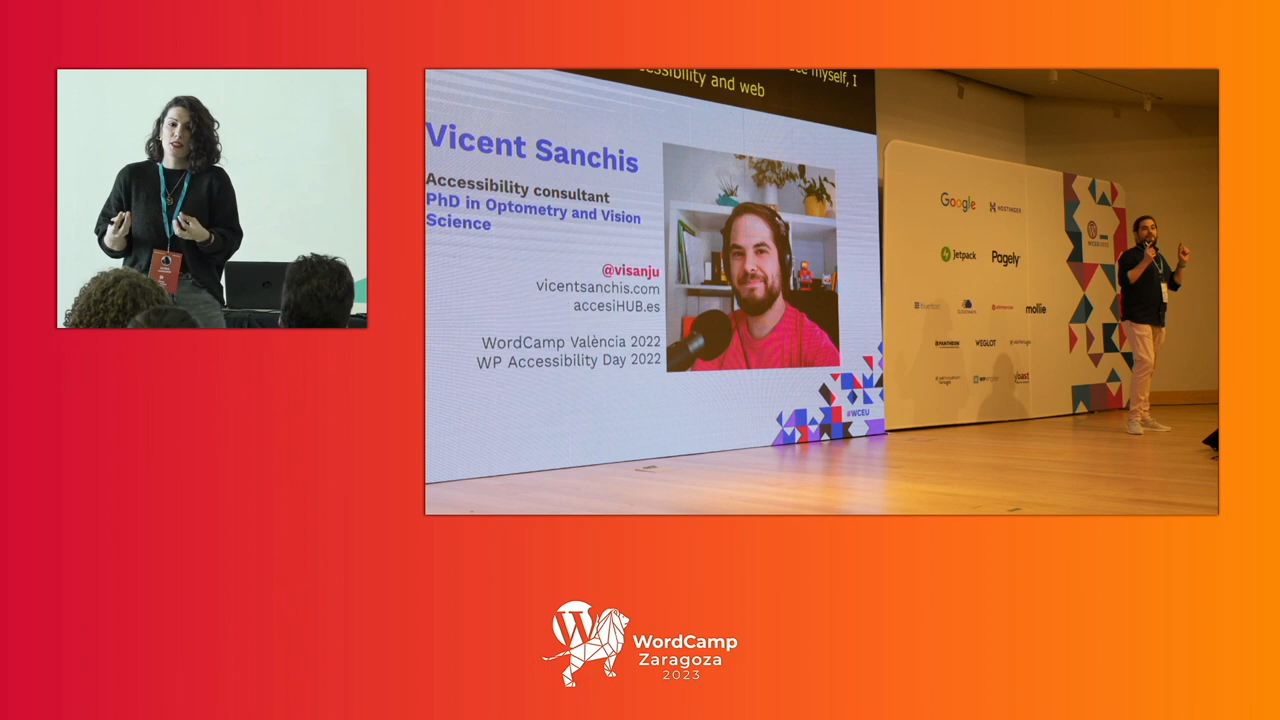 ce myself, I
essibility and web
Vicent Sanchis
Accessibility consultant
PhD in Optometry and Vision
Science
@visanju
vicentsanchis.com
accesiHUB.es
WordCamp València 2022
WP Accessibility Day 2022
#WCEU
Google
HOSTINGER
Jetpack
Pagely
bluehost
mollie
PANTHEON
WEGLOT
yoast
WordCamp
Zaragoza
2023